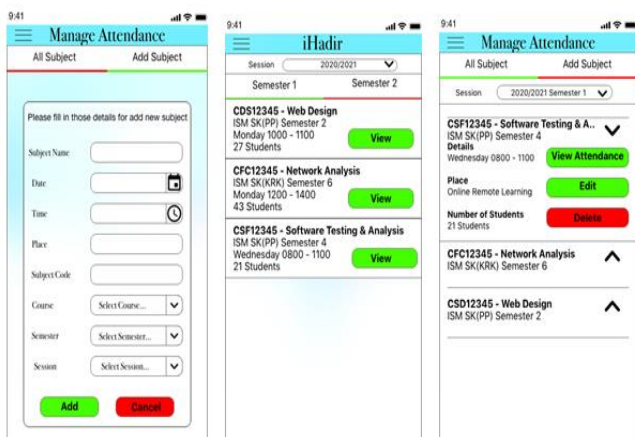 9:41
Manage Attendance
All Subject Add Subject
Please fill in those details for add new subject
Subject Name
Date
Time
Place
Subject Code
Course Select Course...
Semester Select Semester...
Session Select Session...
Add Cancel
9:41
iHadir
Session 2020/2021
Semester 1 Semester 2
CDS12345 - Web Design
ISM SK(PP) Semester 2
Monday 1000 - 1100
27 Students
View
CFC12345 - Network Analysis
ISM SK(KRK) Semester 6
Monday 1200 - 1400
43 Students
View
CSF12345 - Software Testing & Analysis
ISM SK(PP) Semester 4
Wednesday 0800 - 1100
21 Students
View
9:41
Manage Attendance
All Subject Add Subject
Session 2020/2021 Semester 1
CSF12345 - Software Testing & A..
ISM SK(PP) Semester 4
Details
Wednesday 0800 - 1100
View Attendance
Place
Online Remote Learning
Edit
Number of Students
21 Students
Delete
CFC12345 - Network Analysis
ISM SK(KRK) Semester 6
CSD12345 - Web Design
ISM SK(PP) Semester 2